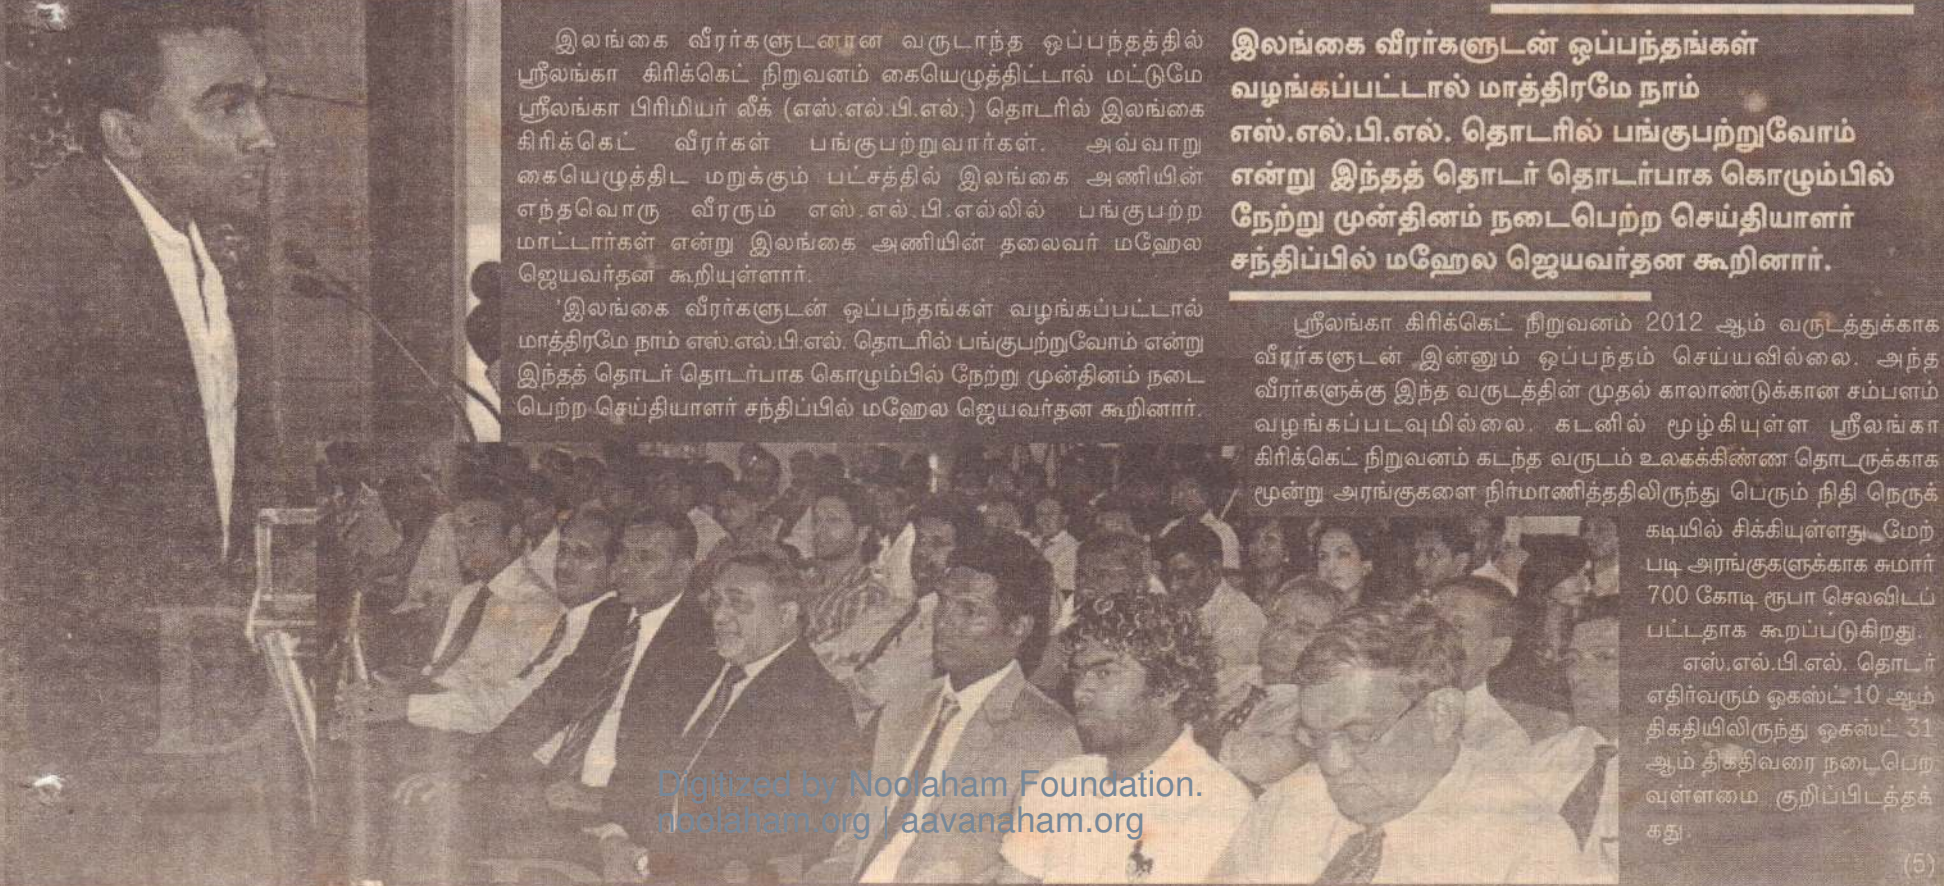 இலங்கை வீரர்களுடனான வருடாந்த ஒப்பந்தத்தில்
ஸ்ரீலங்கா கிரிக்கெட் நிறுவனம் கையெழுத்திட்டால் மட்டுமே
ஸ்ரீலங்கா பிரிமியர் லீக் (எஸ்.எல்.பி.எல்.) தொடரில் இலங்கை
கிரிக்கெட் வீரர்கள் பங்குபற்றுவார்கள். அவ்வாறு
கையெழுத்திட மறுக்கும் பட்சத்தில் இலங்கை அணியின்
எந்தவொரு வீரரும் எஸ்.எல்.பி.எல்லில் பங்குபற்ற
மாட்டார்கள் என்று இலங்கை அணியின் தலைவர் மஹேல
ஜெயவர்தன கூறியுள்ளார்.
'இலங்கை வீரர்களுடன் ஒப்பந்தங்கள் வழங்கப்பட்டால்
மாத்திரமே நாம் எஸ்.எல்.பி.எல். தொடரில் பங்குபற்றுவோம் என்று
இந்தத் தொடர் தொடர்பாக கொழும்பில் நேற்று முன்தினம் நடை
பெற்ற செய்தியாளர் சந்திப்பில் மஹேல ஜெயவர்தன கூறினார்.
இலங்கை வீரர்களுடன் ஒப்பந்தங்கள்
வழங்கப்பட்டால் மாத்திரமே நாம்
எஸ்.எல்.பி.எல். தொடரில் பங்குபற்றுவோம்
என்று இந்தத் தொடர் தொடர்பாக கொழும்பில்
நேற்று முன்தினம் நடைபெற்ற செய்தியாளர்
சந்திப்பில் மஹேல ஜெயவர்தன கூறினார்.
ஸ்ரீலங்கா கிரிக்கெட் நிறுவனம் 2012 ஆம் வருடத்துக்காக
வீரர்களுடன் இன்னும் ஒப்பந்தம் செய்யவில்லை. அந்த
வீரர்களுக்கு இந்த வருடத்தின் முதல் காலாண்டுக்கான சம்பளம்
வழங்கப்படவுமில்லை. கடனில் மூழ்கியுள்ள ஸ்ரீலங்கா
கிரிக்கெட் நிறுவனம் கடந்த வருடம் உலகக்கிண்ண தொடருக்காக
மூன்று அரங்குகளை நிர்மாணித்ததிலிருந்து பெரும் நிதி நெருக்
கடியில் சிக்கியுள்ளது. மேற்
படி அரங்குகளுக்காக சுமார்
700 கோடி ரூபா செலவிடப்
பட்டதாக கூறப்படுகிறது.
எஸ்.எல்.பி.எல். தொடர்
எதிர்வரும் ஓகஸ்ட் 10 ஆம்
திகதியிலிருந்து ஓகஸ்ட் 31
ஆம் திகதிவரை நடைபெற
வுள்ளமை குறிப்பிடத்தக்
கது.
(5)
Digitized by Noolaham Foundation.
noolaham.org | aavanaham.org